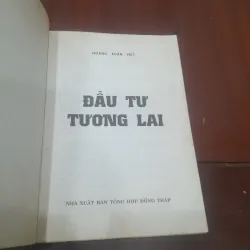 HOÀNG XUÂN VIỆT
ĐẦU TƯ
TƯƠNG LAI
NHÀ XUẤT BẢN TỔNG HỢP ĐỒNG THÁP